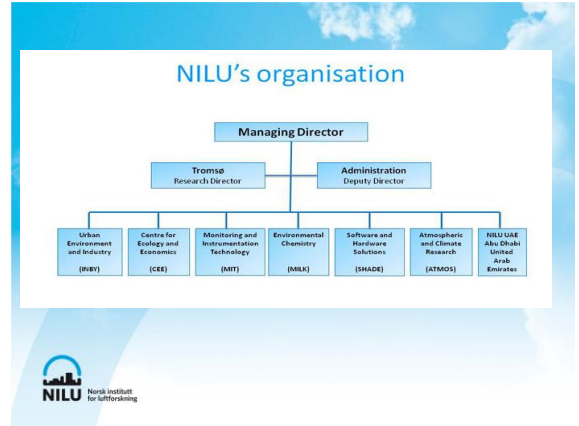 NILU's organisation
Managing Director
Tromsø
Research Director
Administration
Deputy Director
Urban
Environment
and Industry
(INBY)
Centre for
Ecology and
Economics
(CEE)
Monitoring and
Instrumentation
Technology
(MIT)
Environmental
Chemistry
(MILK)
Software and
Hardware
Solutions
(SHADE)
Atmospheric
and Climate
Research
(ATMOS)
NILU UAE
Abu Dhabi
United
Arab
Emirates
NILU
Norsk institutt
for luftforskning